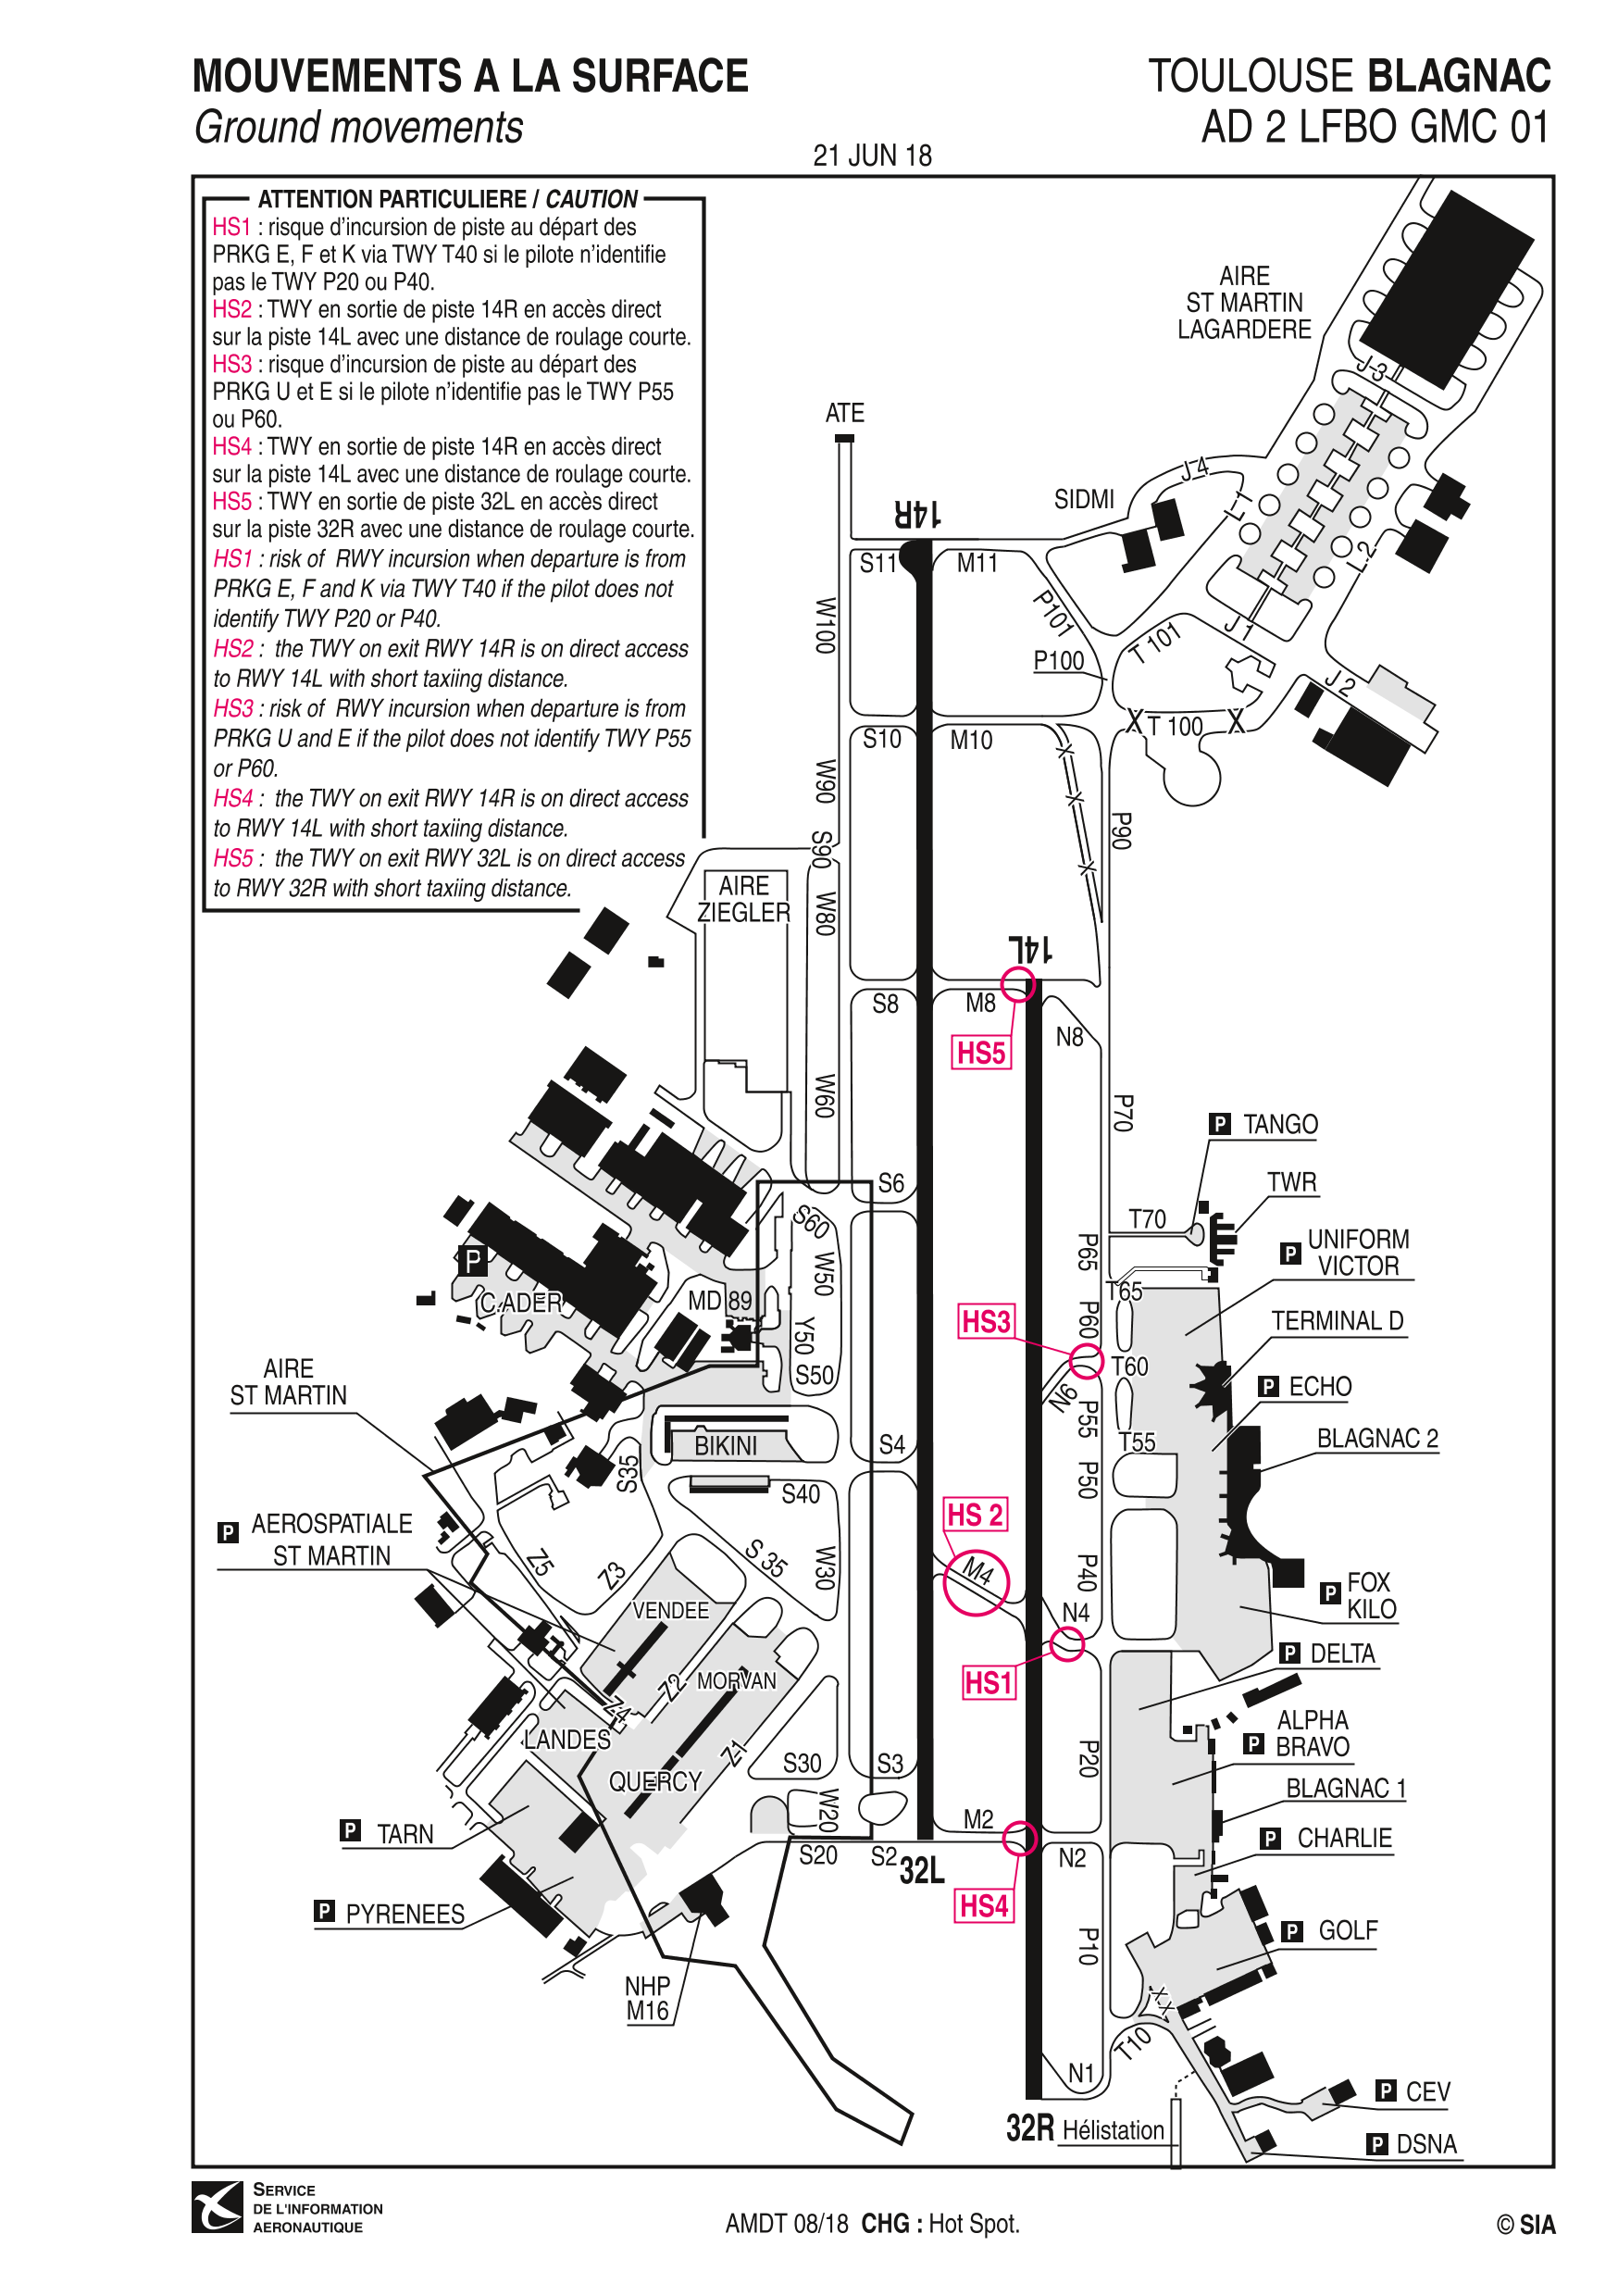 MOUVEMENTS A LA SURFACE
Ground movements
TOULOUSE BLAGNAC
AD 2 LFBO GMC 01
21 JUN 18
ATTENTION PARTICULIERE / CAUTION
HS1 : risque d'incursion de piste au départ des
PRKG E, F et K via TWY T40 si le pilote n'identifie
pas le TWY P20 ou P40.
HS2 : TWY en sortie de piste 14R en accès direct
sur la piste 14L avec une distance de roulage courte.
HS3 : risque d'incursion de piste au départ des
PRKG U et E si le pilote n'identifie pas le TWY P55
ou P60.
HS4 : TWY en sortie de piste 14R en accès direct
sur la piste 14L avec une distance de roulage courte.
HS5 : TWY en sortie de piste 32L en accès direct
sur la piste 32R avec une distance de roulage courte.
HS1 : risk of RWY incursion when departure is from
PRKG E, F and K via TWY T40 if the pilot does not
identify TWY P20 or P40.
HS2 : the TWY on exit RWY 14R is on direct access
to RWY 14L with short taxiing distance.
HS3 : risk of RWY incursion when departure is from
PRKG U and E if the pilot does not identify TWY P55
or P60.
HS4 : the TWY on exit RWY 14R is on direct access
to RWY 14L with short taxiing distance.
HS5 : the TWY on exit RWY 32L is on direct access
to RWY 32R with short taxiing distance.
AIRE
ST MARTIN
LAGARDERE
J-3
ATE
J4
SIDMI
L-1
14R
L-2
S11
M11
W100
P101
T 101
J1
P100
J2
X T 100 X
S10
M10
X
X
X
W90
P90
S90
AIRE
ZIEGLER
W80
14L
S8
M8
N8
HS5
W60
P70
P TANGO
S6
TWR
S60
T70
P65
P UNIFORM
VICTOR
W50
P
T65
C.ADER
MD 89
P60
HS3
TERMINAL D
Y50
T60
AIRE
ST MARTIN
S50
P ECHO
N6
P55
S4
BIKINI
T55
BLAGNAC 2
S35
P50
S40
HS 2
P AEROSPATIALE
ST MARTIN
Z5
Z3
S 35
W30
M4
P40
P FOX
KILO
VENDEE
N4
HS1
P DELTA
Z2
MORVAN
Z4
LANDES
P ALPHA
BRAVO
Z1
S30
S3
P20
QUERCY
BLAGNAC 1
W20
M2
P TARN
P CHARLIE
S20
S2
32L
N2
HS4
P PYRENEES
P GOLF
P10
NHP
M16
X
X
T10
N1
P CEV
32R
Hélistation
P DSNA
SERVICE
DE L'INFORMATION
AERONAUTIQUE
AMDT 08/18 CHG : Hot Spot.
© SIA